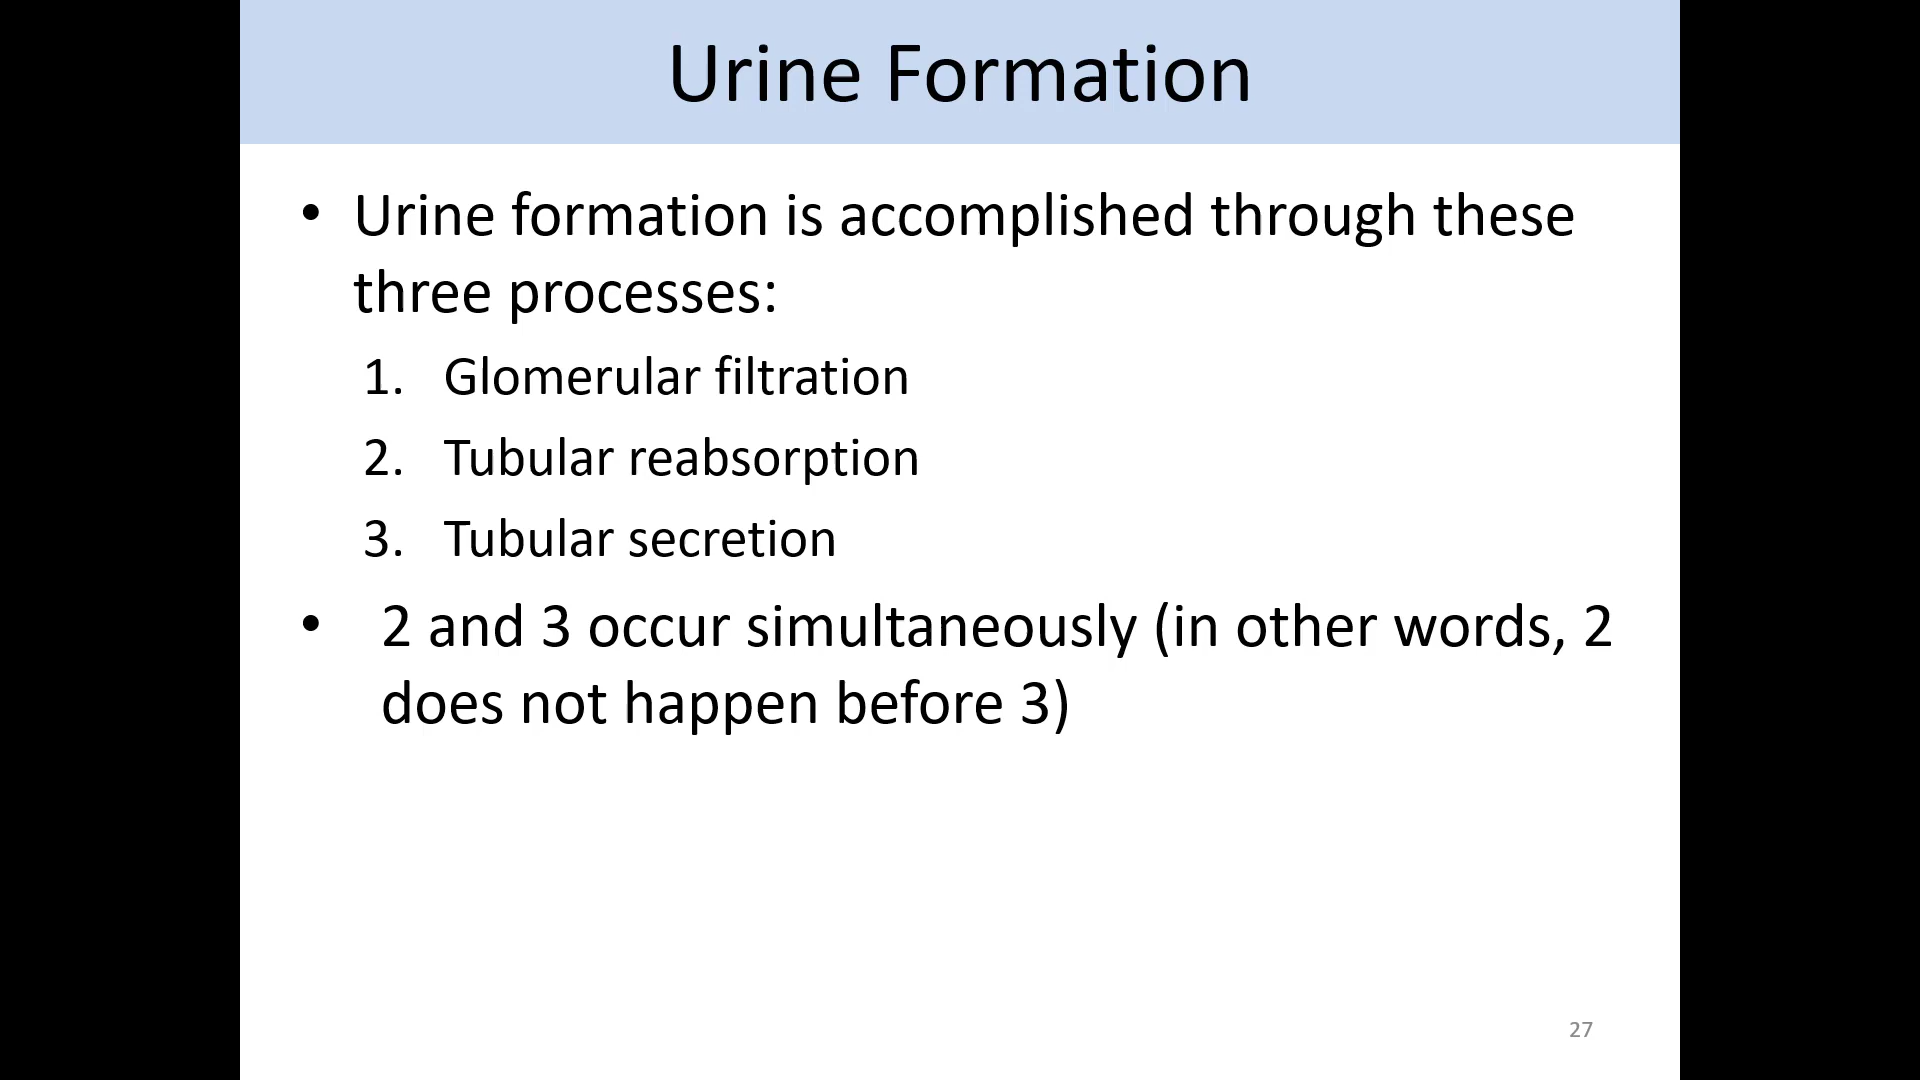 Urine Formation
• Urine formation is accomplished through these
three processes:
1. Glomerular filtration
2. Tubular reabsorption
3. Tubular secretion
• 2 and 3 occur simultaneously (in other words, 2
does not happen before 3)
27